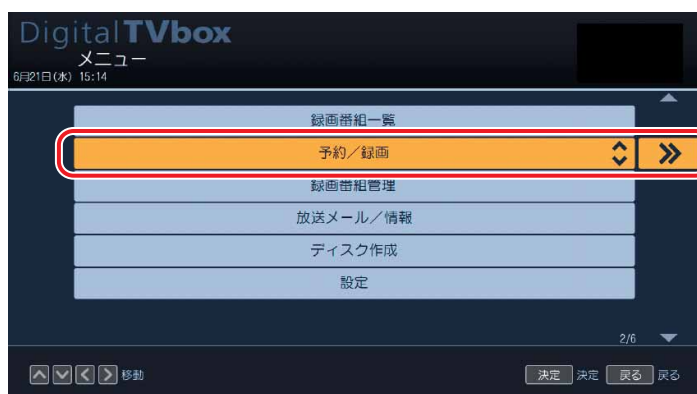 DigitalTVbox
メニュー
6月21日(水) 15:14
録画番組一覧
予約／録画
録画番組管理
放送メール／情報
ディスク作成
設定
2/6
移動
決定 決定 戻る 戻る